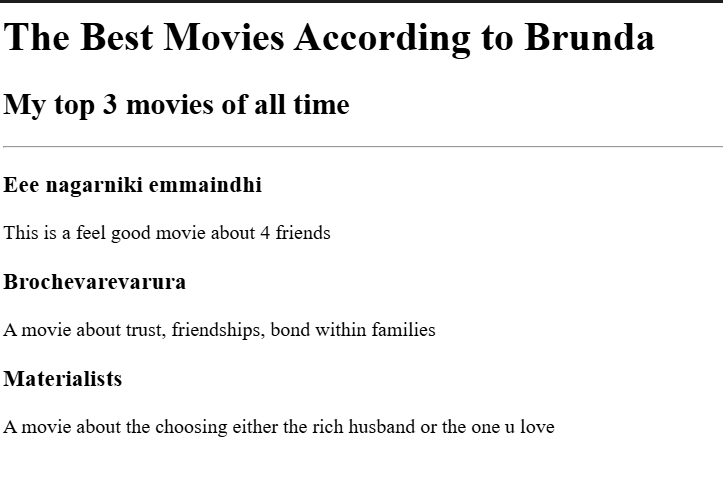 The Best Movies According to Brunda
My top 3 movies of all time
Eee nagarniki emmaindhi
This is a feel good movie about 4 friends
Brochevarevarura
A movie about trust, friendships, bond within families
Materialists
A movie about the choosing either the rich husband or the one u love